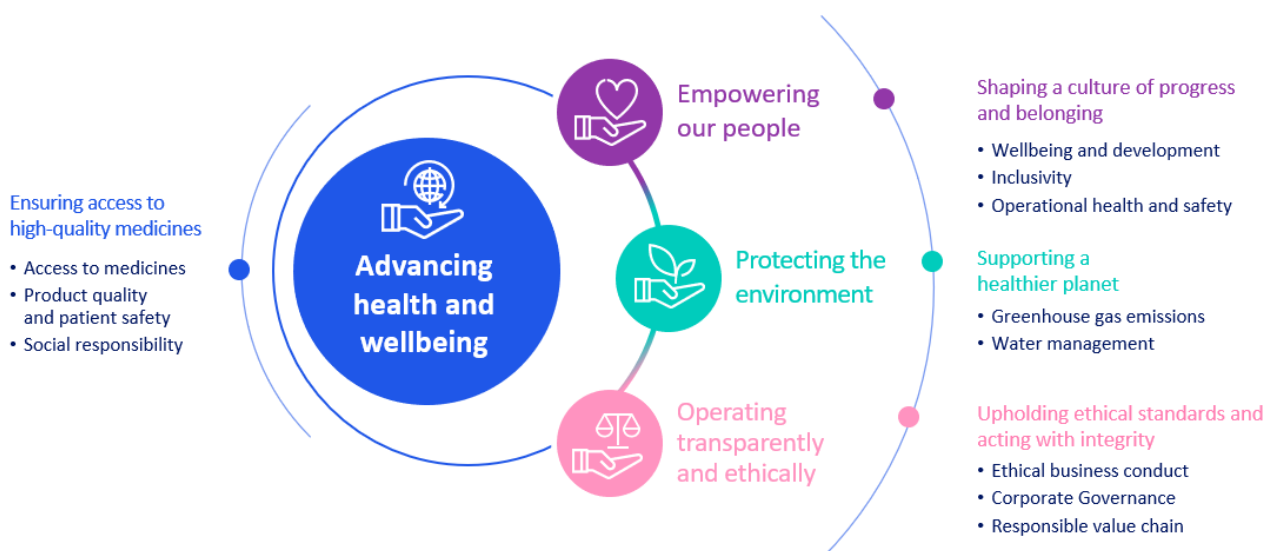 Ensuring access to
high-quality medicines
• Access to medicines
• Product quality
and patient safety
• Social responsibility
Advancing
health and
wellbeing
Empowering
our people
Protecting the
environment
Operating
transparently
and ethically
Shaping a culture of progress
and belonging
• Wellbeing and development
• Inclusivity
• Operational health and safety
Supporting a
healthier planet
• Greenhouse gas emissions
• Water management
Upholding ethical standards and
acting with integrity
• Ethical business conduct
• Corporate Governance
• Responsible value chain